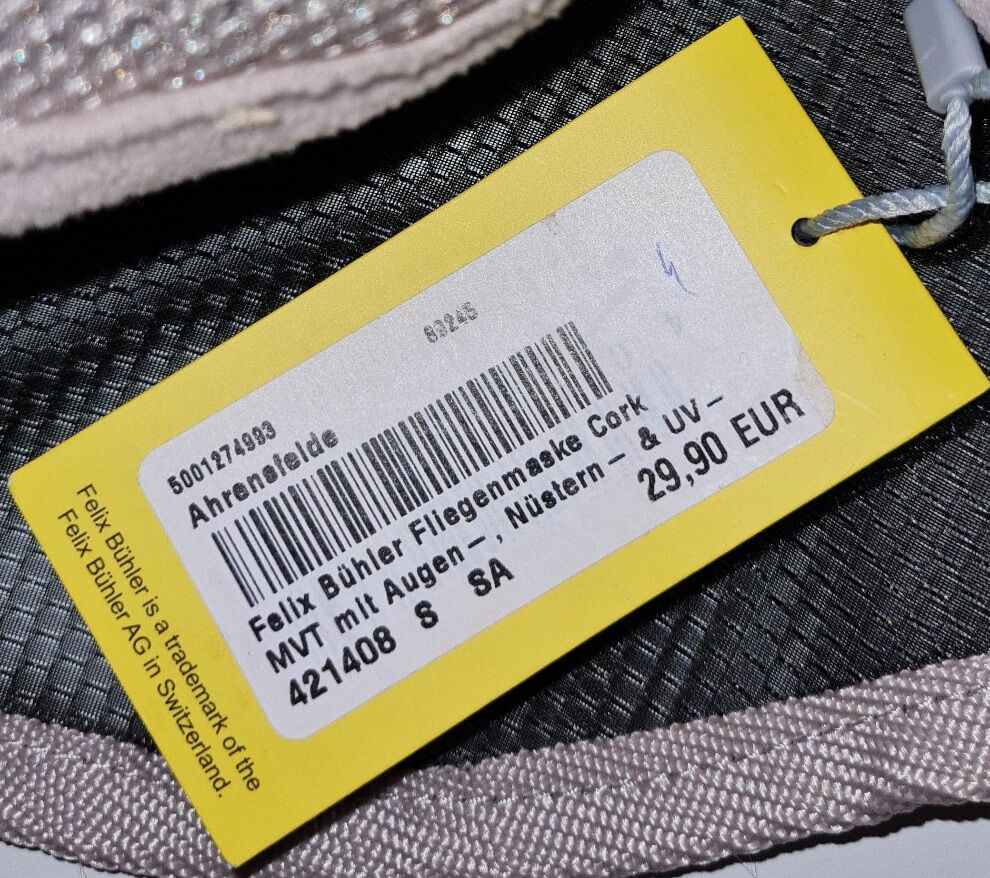 83245
5001274993
Ahrensfelde
Felix Bühler Fliegenmaske Cork
MVT mit Augen-, Nüstern- & UV-
421408 S SA
29,90 EUR
Felix Bühler is a trademark of the
Felix Bühler AG in Switzerland.